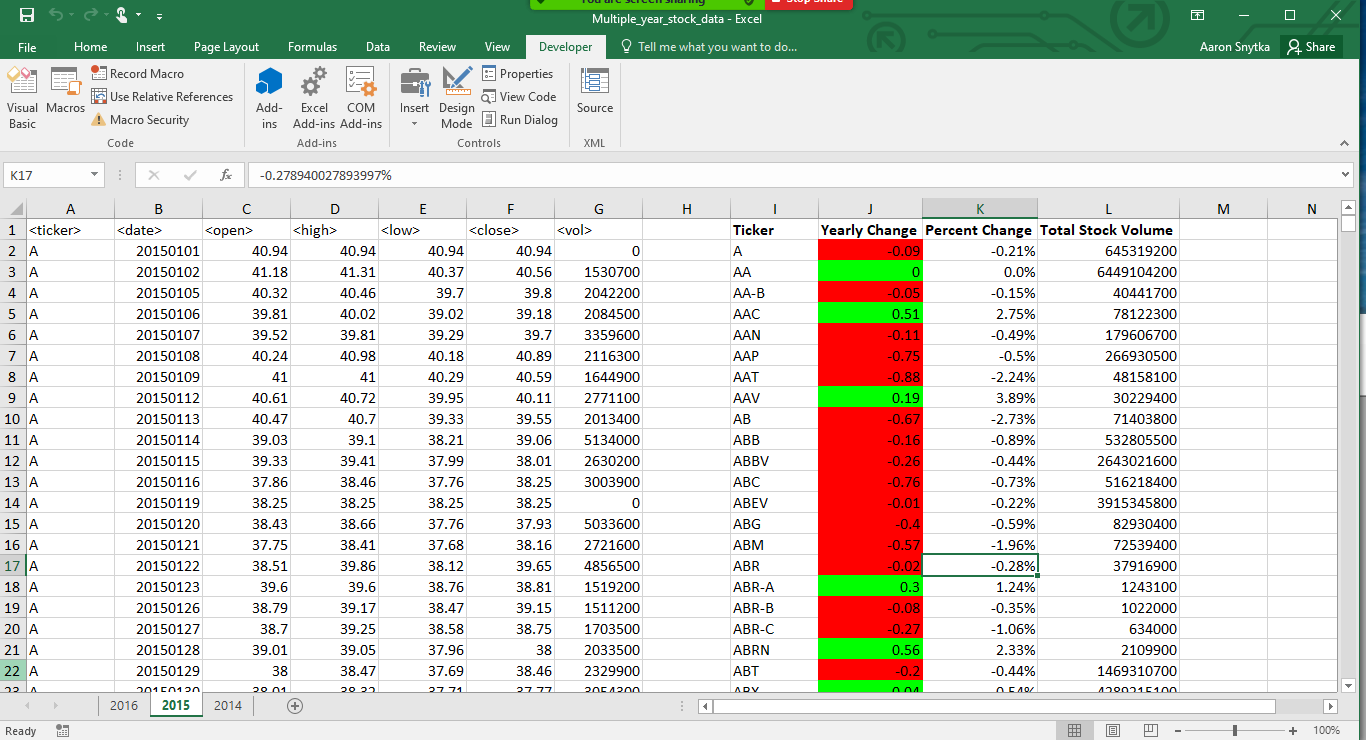 You are screen sharing Stop Share
Multiple_year_stock_data - Excel
File Home Insert Page Layout Formulas Data Review View Developer Tell me what you want to do... Aaron Snytka Share
Visual Basic
Macros
Record Macro
Use Relative References
Macro Security
Code
Add-ins
Excel Add-ins
COM Add-ins
Add-ins
Insert
Design Mode
Properties
View Code
Run Dialog
Controls
Source
XML
K17 fx -0.278940027893997%
A B C D E F G H I J K L M N
1 <ticker> <date> <open> <high> <low> <close> <vol> Ticker Yearly Change Percent Change Total Stock Volume
2 A 20150101 40.94 40.94 40.94 40.94 0 A -0.09 -0.21% 645319200
3 A 20150102 41.18 41.31 40.37 40.56 1530700 AA 0 0.0% 6449104200
4 A 20150105 40.32 40.46 39.7 39.8 2042200 AA-B -0.05 -0.15% 40441700
5 A 20150106 39.81 40.02 39.02 39.18 2084500 AAC 0.51 2.75% 78122300
6 A 20150107 39.52 39.81 39.29 39.7 3359600 AAN -0.11 -0.49% 179606700
7 A 20150108 40.24 40.98 40.18 40.89 2116300 AAP -0.75 -0.5% 266930500
8 A 20150109 41 41 40.29 40.59 1644900 AAT -0.88 -2.24% 48158100
9 A 20150112 40.61 40.72 39.95 40.11 2771100 AAV 0.19 3.89% 30229400
10 A 20150113 40.47 40.7 39.33 39.55 2013400 AB -0.67 -2.73% 71403800
11 A 20150114 39.03 39.1 38.21 39.06 5134000 ABB -0.16 -0.89% 532805500
12 A 20150115 39.33 39.41 37.99 38.01 2630200 ABBV -0.26 -0.44% 2643021600
13 A 20150116 37.86 38.46 37.76 38.25 3003900 ABC -0.76 -0.73% 516218400
14 A 20150119 38.25 38.25 38.25 38.25 0 ABEV -0.01 -0.22% 3915345800
15 A 20150120 38.43 38.66 37.76 37.93 5033600 ABG -0.4 -0.59% 82930400
16 A 20150121 37.75 38.41 37.68 38.16 2721600 ABM -0.57 -1.96% 72539400
17 A 20150122 38.51 39.86 38.12 39.65 4856500 ABR -0.02 -0.28% 37916900
18 A 20150123 39.6 39.6 38.76 38.81 1519200 ABR-A 0.3 1.24% 1243100
19 A 20150126 38.79 39.17 38.47 39.15 1511200 ABR-B -0.08 -0.35% 1022000
20 A 20150127 38.7 39.25 38.58 38.75 1703500 ABR-C -0.27 -1.06% 634000
21 A 20150128 39.01 39.05 37.96 38 2033500 ABRN 0.56 2.33% 2109900
22 A 20150129 38 38.47 37.69 38.46 2329900 ABT -0.2 -0.44% 1469310700
23 A 20150130 38.01 38.32 37.71 37.77 ABX 0.04 0.54%
2016 2015 2014
Ready 100%